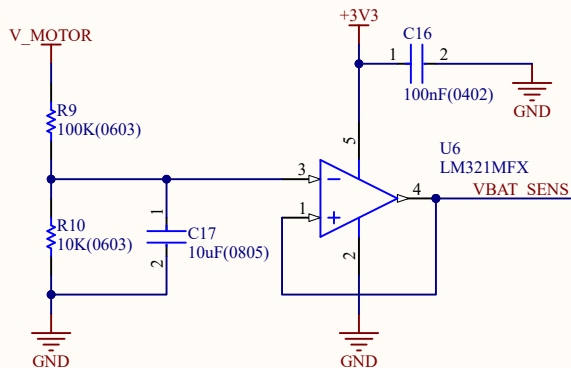 +3V3
V_MOTOR
C16
1
2
100nF(0402)
GND
R9
100K(0603)
5
U6
LM321MFX
3
4
VBAT_SENS
1
R10
10K(0603)
1
C17
10uF(0805)
2
2
GND
GND